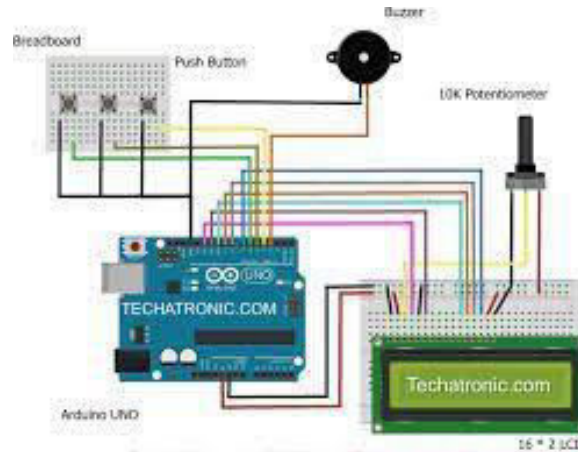 Buzzer
Breadboard
Push Button
10K Potentiometer
UNO
TECHATRONIC.COM
Techatronic.com
Arduino UNO
16 * 2 LCD